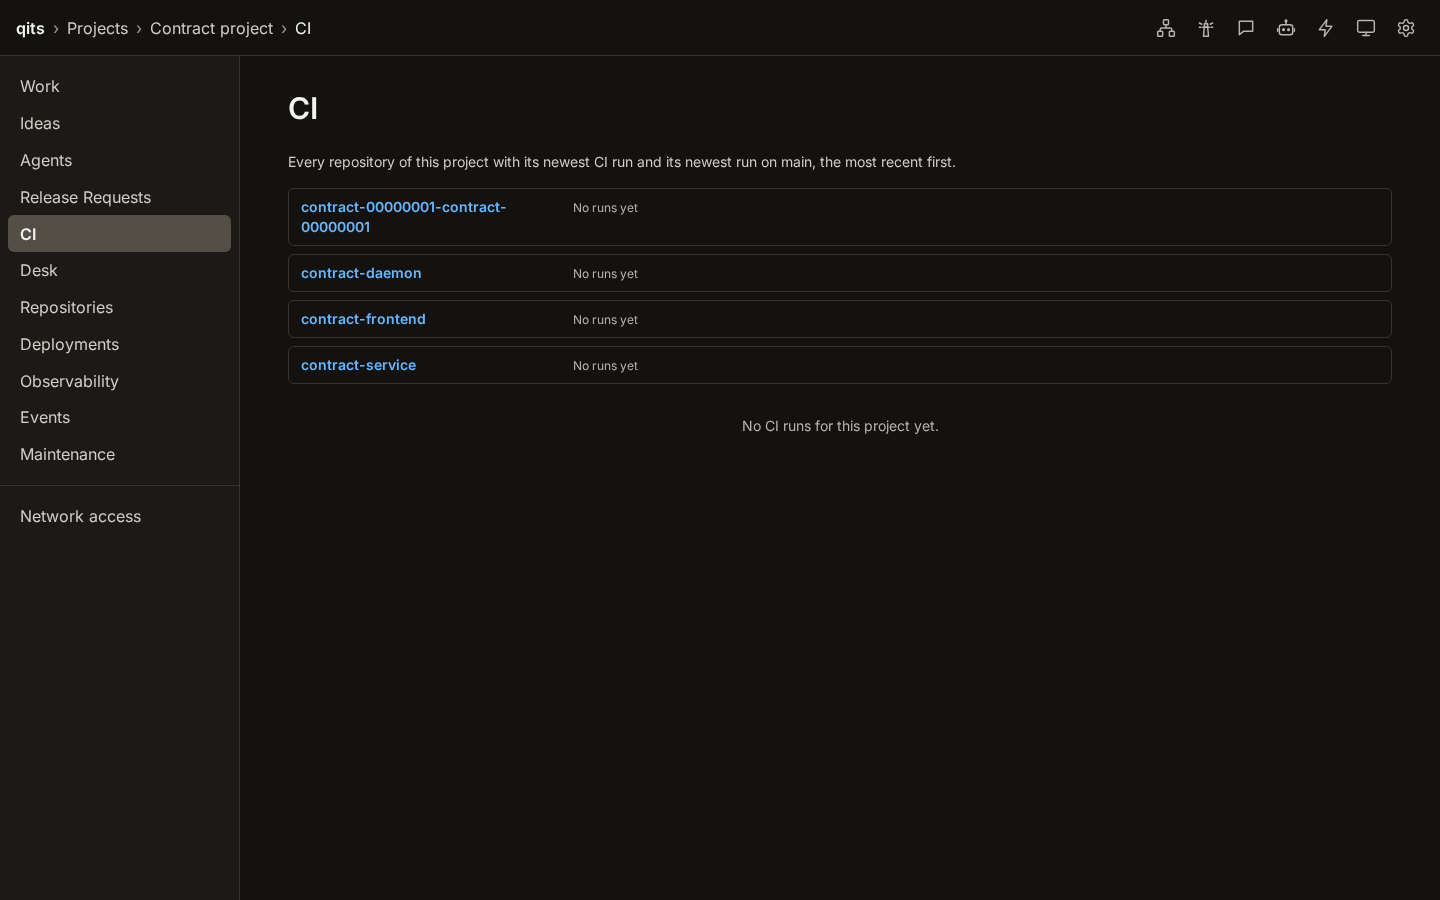 qits › Projects › Contract project › CI
Work
Ideas
Agents
Release Requests
CI
Desk
Repositories
Deployments
Observability
Events
Maintenance
Network access
CI
Every repository of this project with its newest CI run and its newest run on main, the most recent first.
contract-00000001-contract-
00000001
No runs yet
contract-daemon No runs yet
contract-frontend No runs yet
contract-service No runs yet
No CI runs for this project yet.